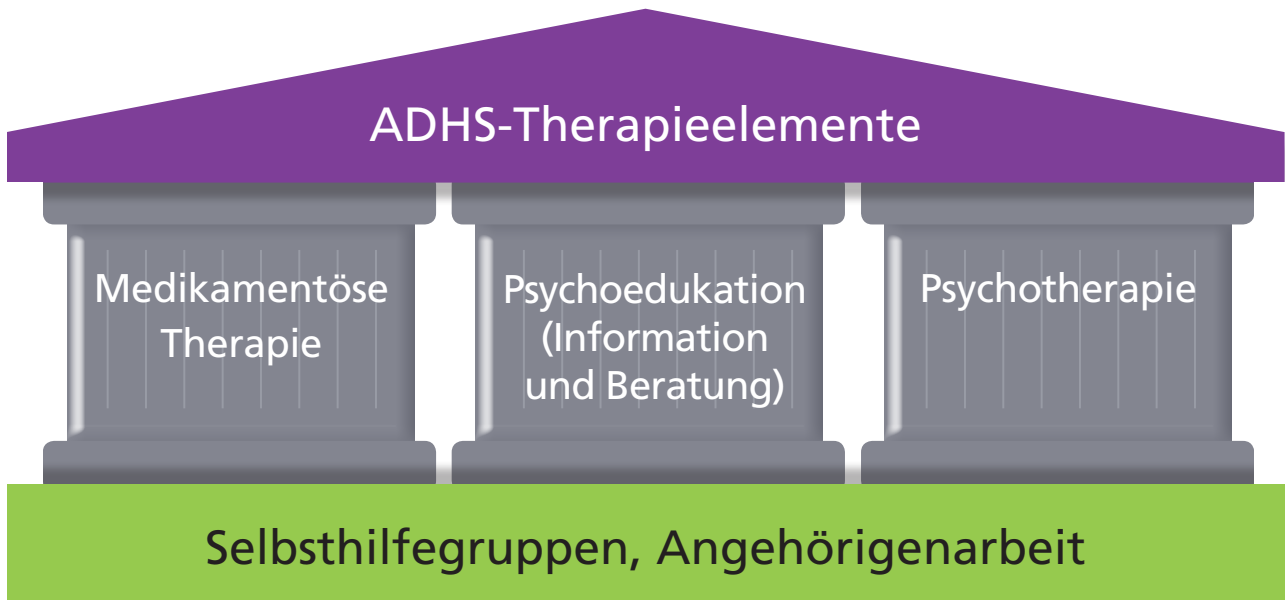 ADHS-Therapieelemente
Medikamentöse
Therapie
Psychoedukation
(Information
und Beratung)
Psychotherapie
Selbsthilfegruppen, Angehörigenarbeit